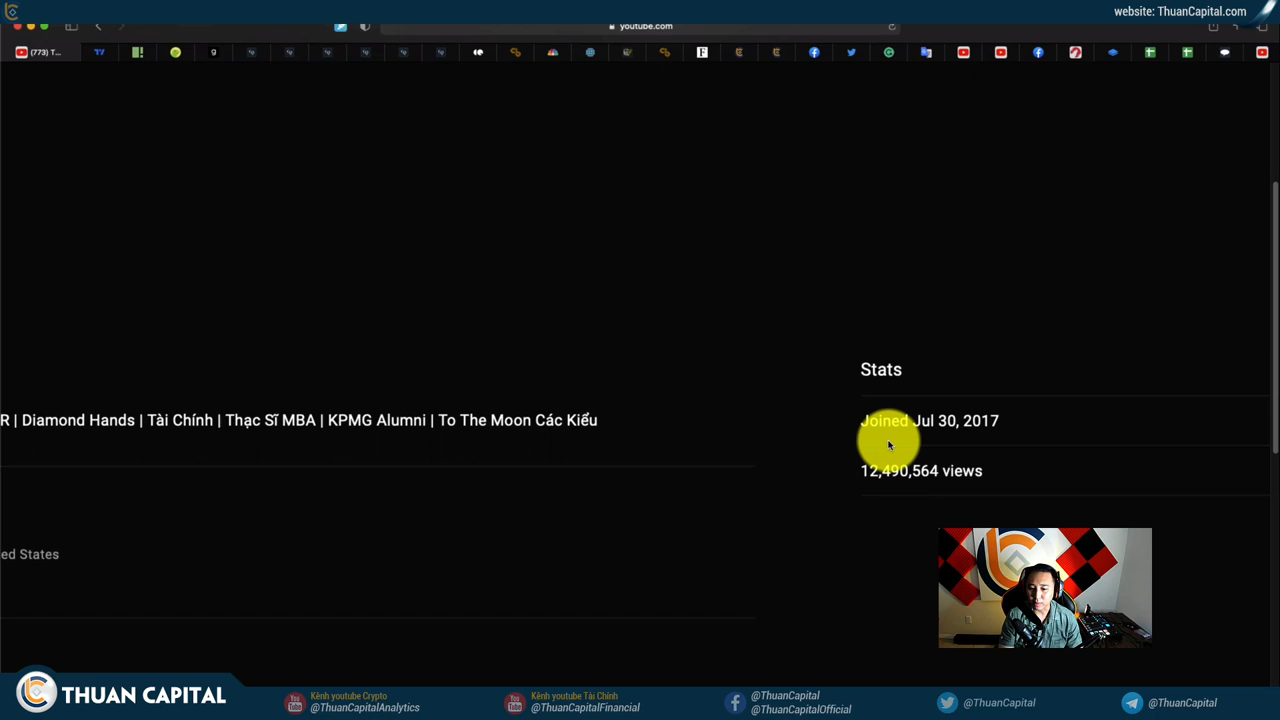 website: ThuanCapital.com
youtube.com
(773) T...
Stats
R | Diamond Hands | Tài Chính | Thạc Sĩ MBA | KPMG Alumni | To The Moon Các Kiểu
Joined Jul 30, 2017
12,490,564 views
ed States
THUAN CAPITAL
Kênh youtube Crypto
@ThuanCapitalAnalytics
Kênh youtube Tài Chính
@ThuanCapitalFinancial
@ThuanCapital
@ThuanCapitalOfficial
@ThuanCapital
@ThuanCapital